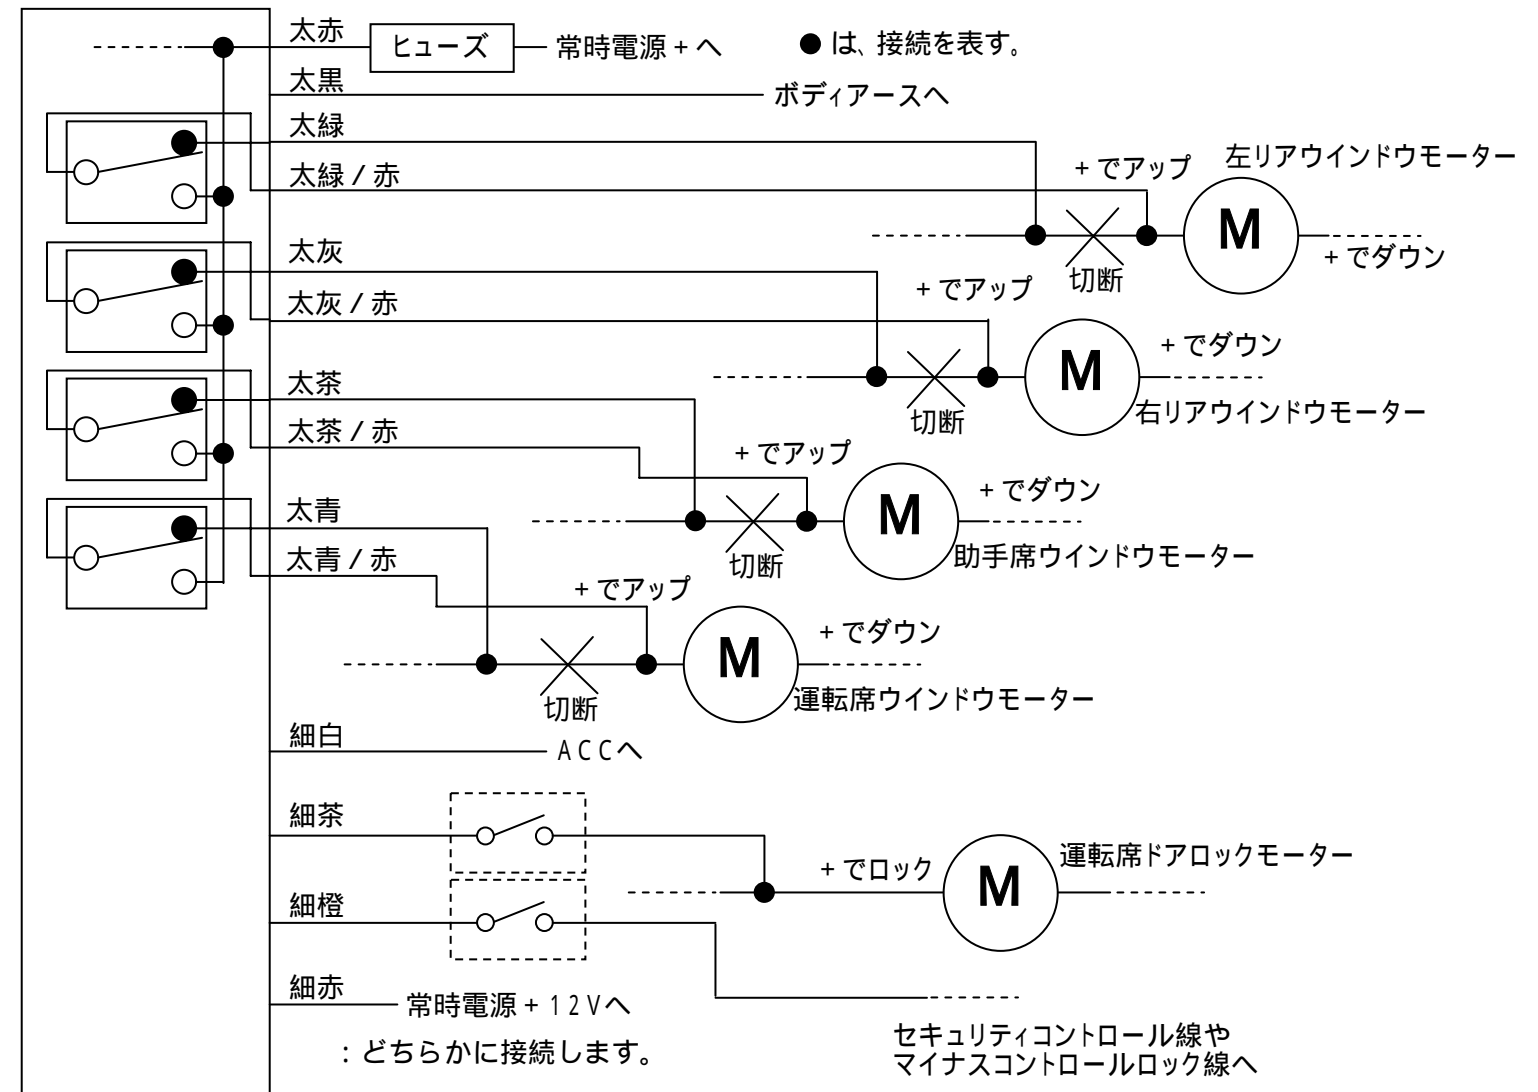 太赤
ヒューズ
常時電源+へ
●は、接続を表す。
太黒
ボディアースへ
太緑
太緑/赤
+でアップ
左リアウインドウモーター
M
切断
+でダウン
太灰
太灰/赤
+でアップ
M
+でダウン
切断
右リアウインドウモーター
太茶
太茶/赤
+でアップ
M
+でダウン
切断
助手席ウインドウモーター
太青
太青/赤
+でアップ
M
+でダウン
切断
運転席ウインドウモーター
細白
ACCへ
細茶
+でロック
M
運転席ドアロックモーター
細橙
細赤
常時電源+12Vへ
:どちらかに接続します。
セキュリティコントロール線や
マイナスコントロールロック線へ